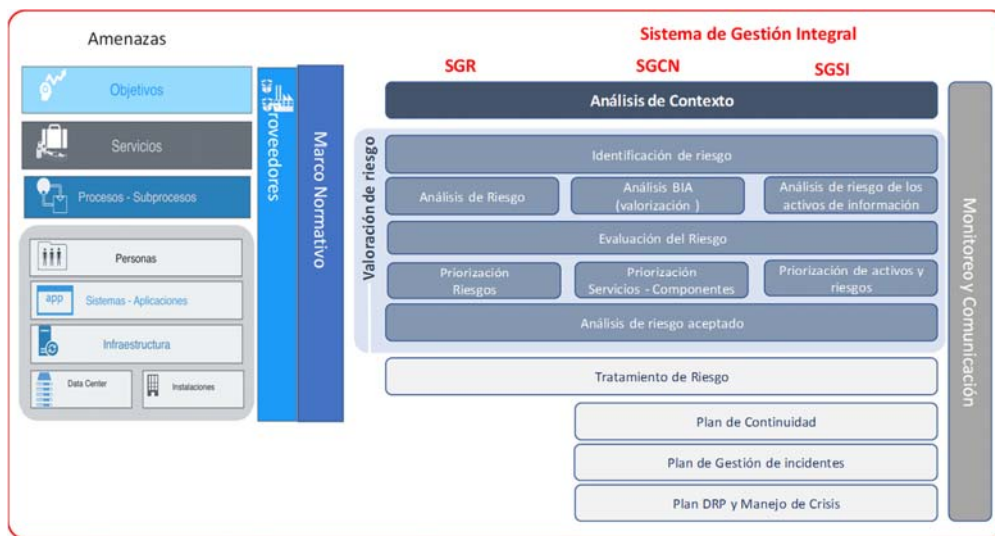 Amenazas
Objetivos
Servicios
Procesos - Subprocesos
Personas
app
Sistemas - Aplicaciones
Infraestructura
Data Center
Instalaciones
Proveedores
Marco Normativo
Sistema de Gestión Integral
SGR
SGCN
SGSI
Análisis de Contexto
Valoración de riesgo
Identificación de riesgo
Análisis de Riesgo
Análisis BIA
(valorización )
Análisis de riesgo de los
activos de información
Evaluación del Riesgo
Priorización
Riesgos
Priorización
Servicios - Componentes
Priorización de activos y
riesgos
Análisis de riesgo aceptado
Tratamiento de Riesgo
Plan de Continuidad
Plan de Gestión de incidentes
Plan DRP y Manejo de Crisis
Monitoreo y Comunicación